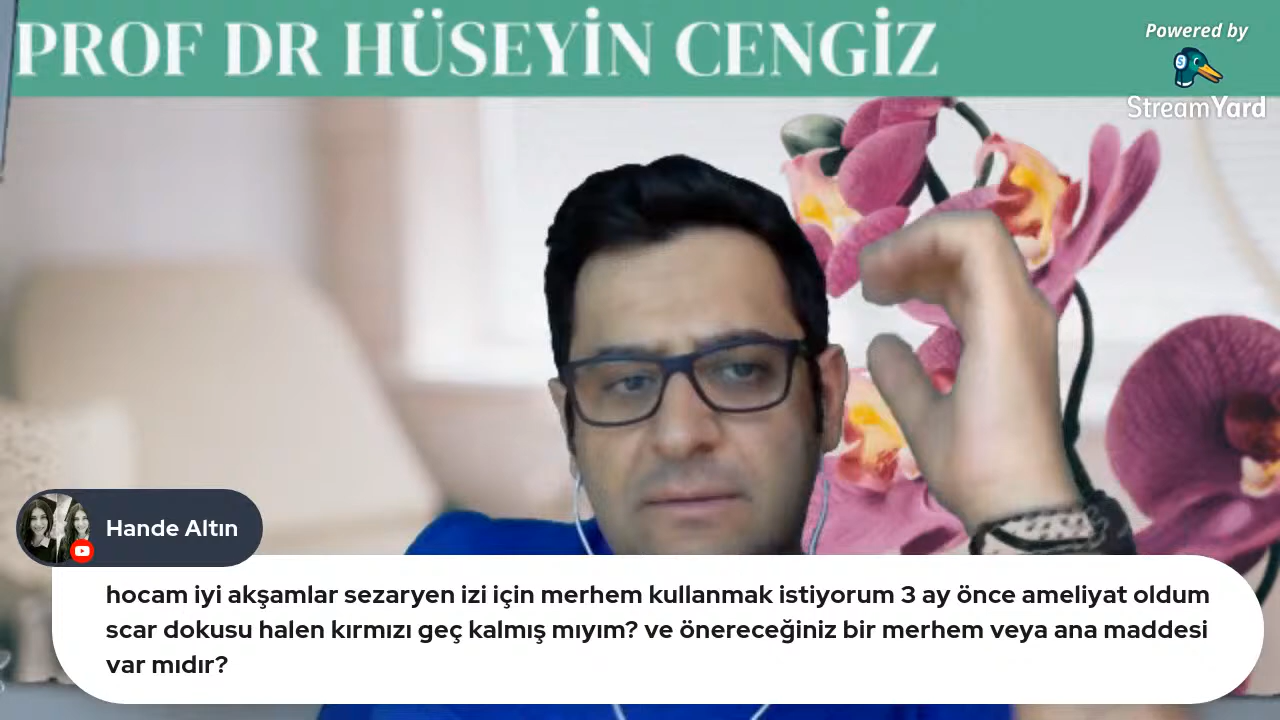 PROF DR HÜSEYİN CENGİZ
Powered by
StreamYard
Hande Altın
hocam iyi akşamlar sezaryen izi için merhem kullanmak istiyorum 3 ay önce ameliyat oldum
scar dokusu halen kırmızı geç kalmış mıyım? ve önereceğiniz bir merhem veya ana maddesi
var mıdır?